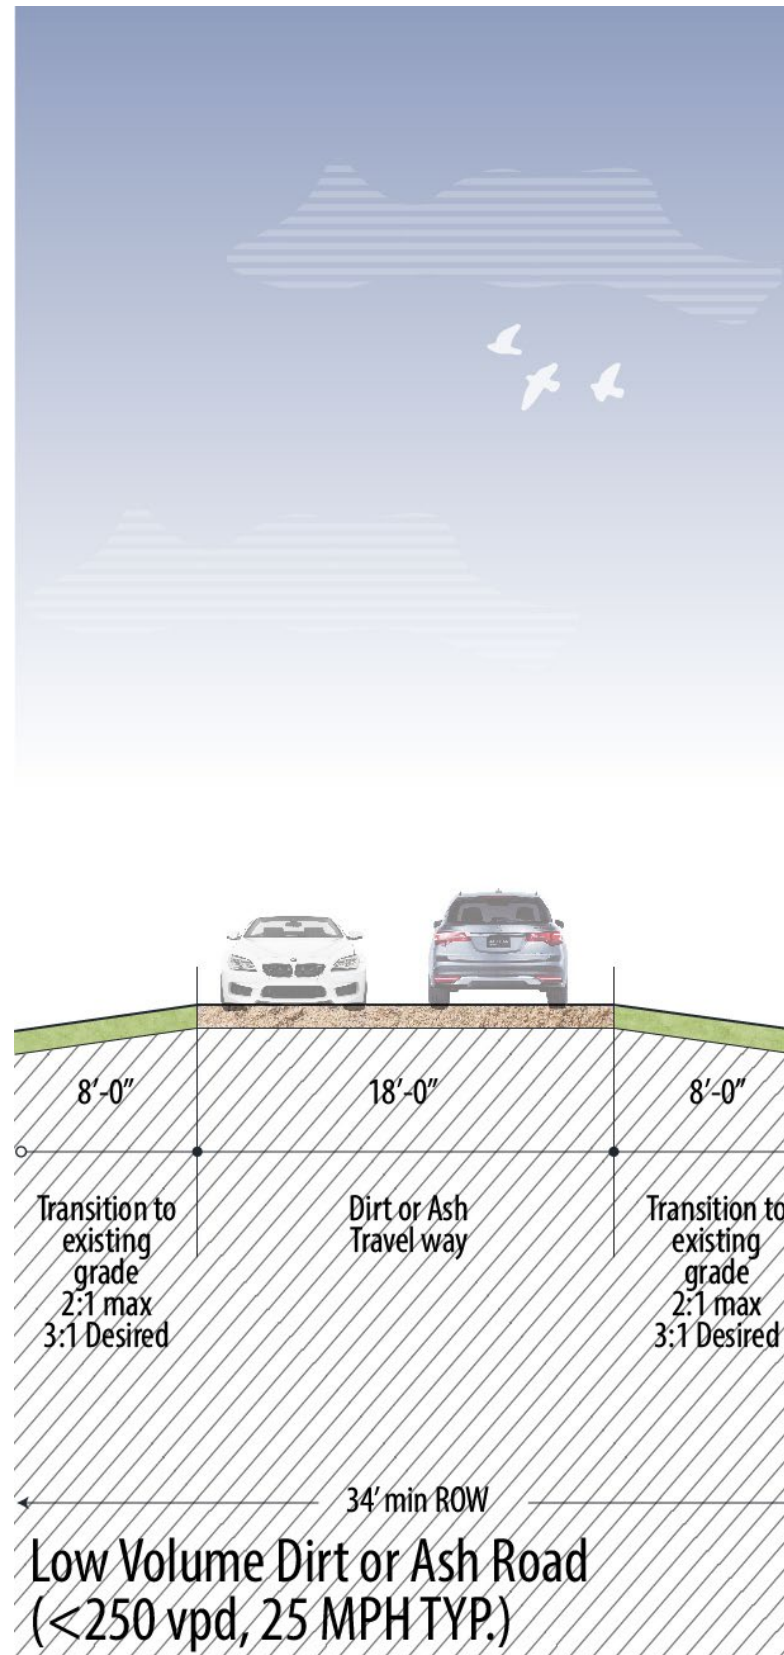 8'-0"
18'-0"
8'-0"
Transition to
existing
grade
2:1 max
3:1 Desired
Dirt or Ash
Travel way
Transition to
existing
grade
2:1 max
3:1 Desired
34' min ROW
Low Volume Dirt or Ash Road
(<250 vpd, 25 MPH TYP.)